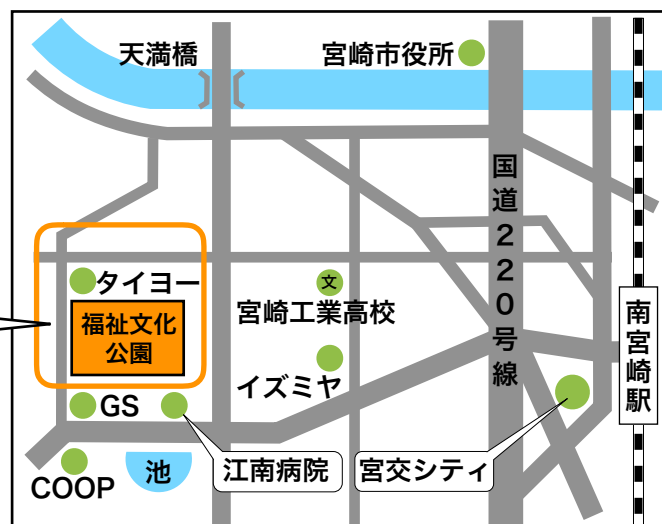 天満橋
宮崎市役所
国道220号線
タイヨー
文
宮崎工業高校
福祉文化
公園
南宮崎駅
イズミヤ
GS
江南病院
宮交シティ
池
COOP